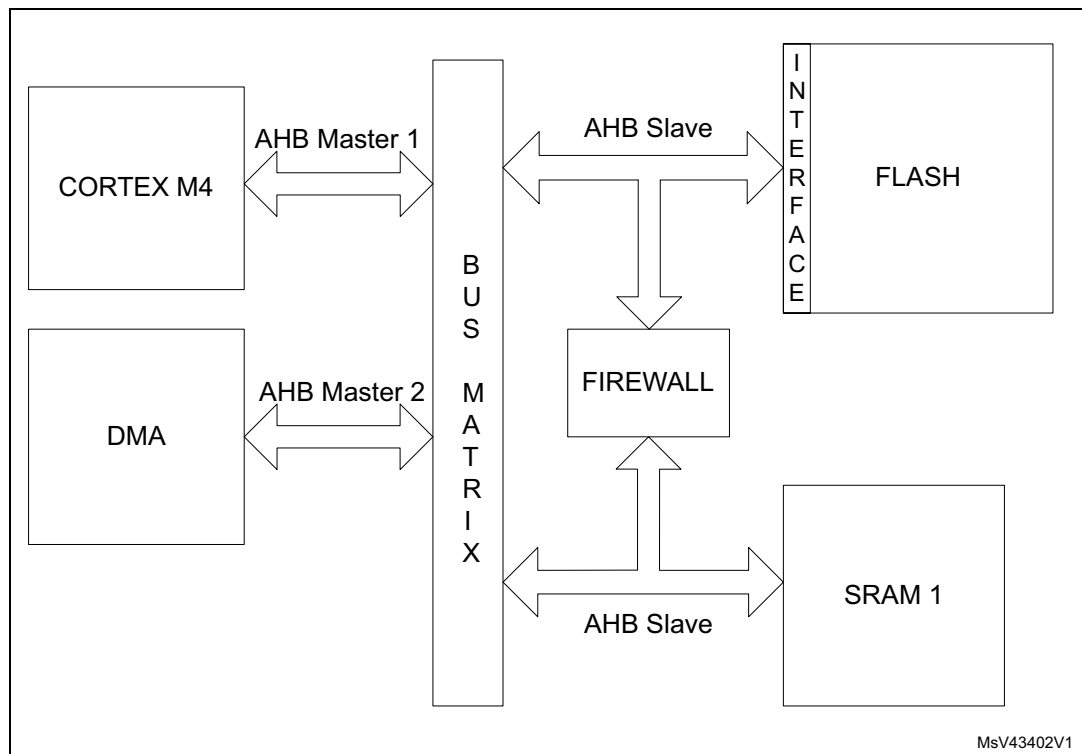 CORTEX M4
AHB Master 1
DMA
AHB Master 2
BUS MATRIX
AHB Slave
INTERFACE
FLASH
FIREWALL
AHB Slave
SRAM 1
MsV43402V1